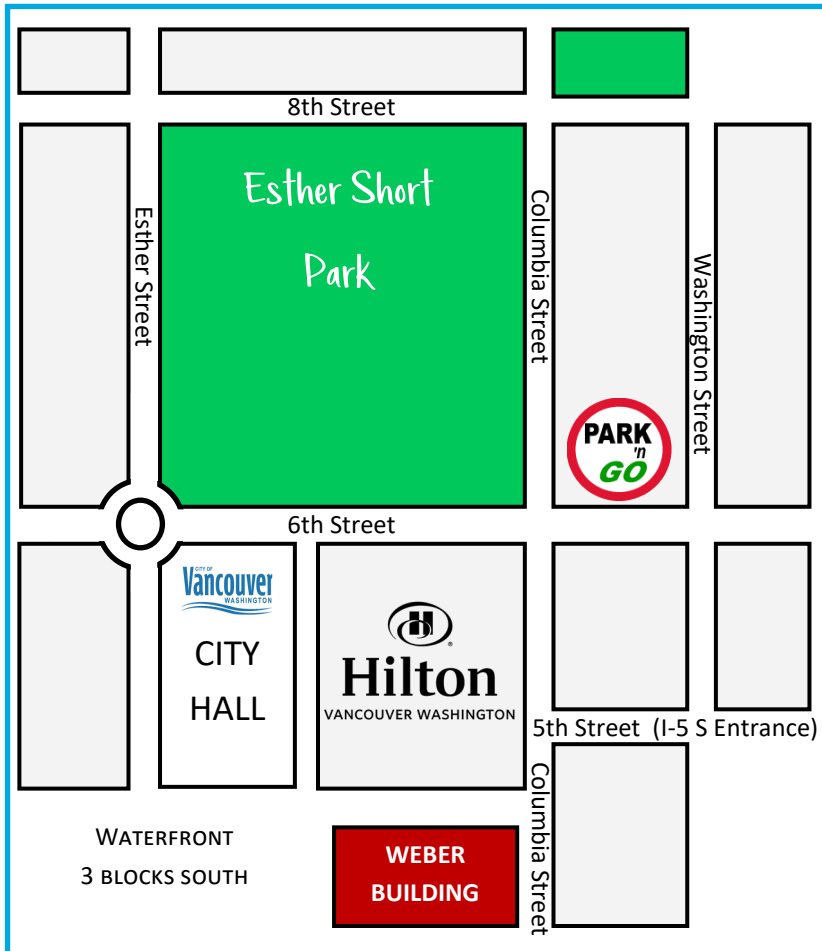 8th Street
Esther Short
Park
Esther Street
Columbia Street
Washington Street
PARK
'n
GO
6th Street
CITY OF
Vancouver
WASHINGTON
CITY
HALL
H
®
Hilton
VANCOUVER WASHINGTON
5th Street (I-5 S Entrance)
Columbia Street
WATERFRONT
3 BLOCKS SOUTH
WEBER
BUILDING